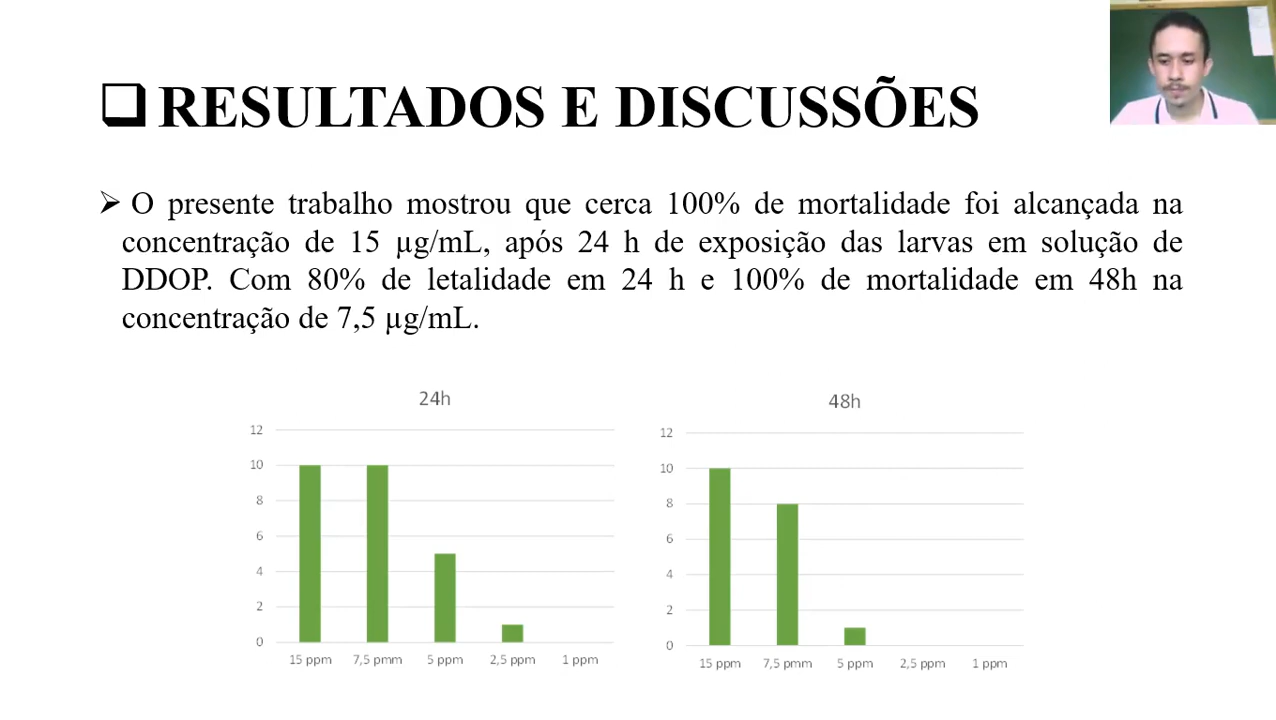 RESULTADOS E DISCUSSÕES
O presente trabalho mostrou que cerca 100% de mortalidade foi alcançada na
concentração de 15 µg/mL, após 24 h de exposição das larvas em solução de
DDOP. Com 80% de letalidade em 24 h e 100% de mortalidade em 48h na
concentração de 7,5 µg/mL.
24h
12
10
8
6
4
2
0
15 ppm 7,5 pmm 5 ppm 2,5 ppm 1 ppm
48h
12
10
8
6
4
2
0
15 ppm 7,5 pmm 5 ppm 2,5 ppm 1 ppm